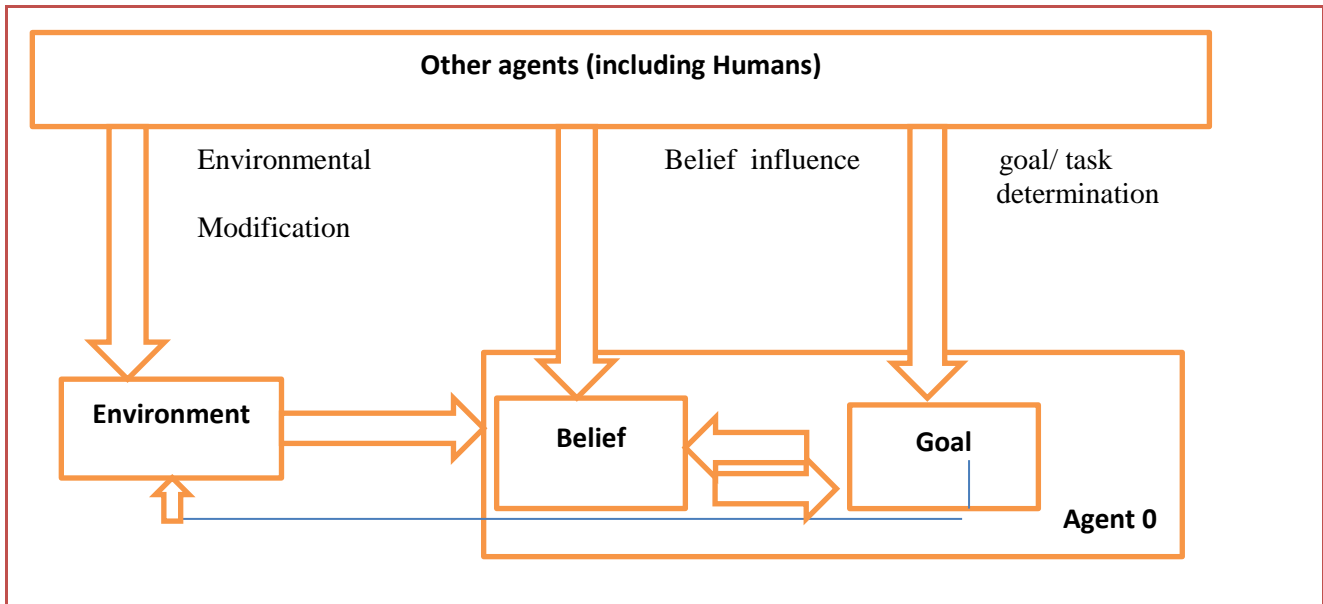 Other agents (including Humans)
Environmental
Modification
Belief influence
goal/ task
determination
Environment
Belief
Goal
Agent 0